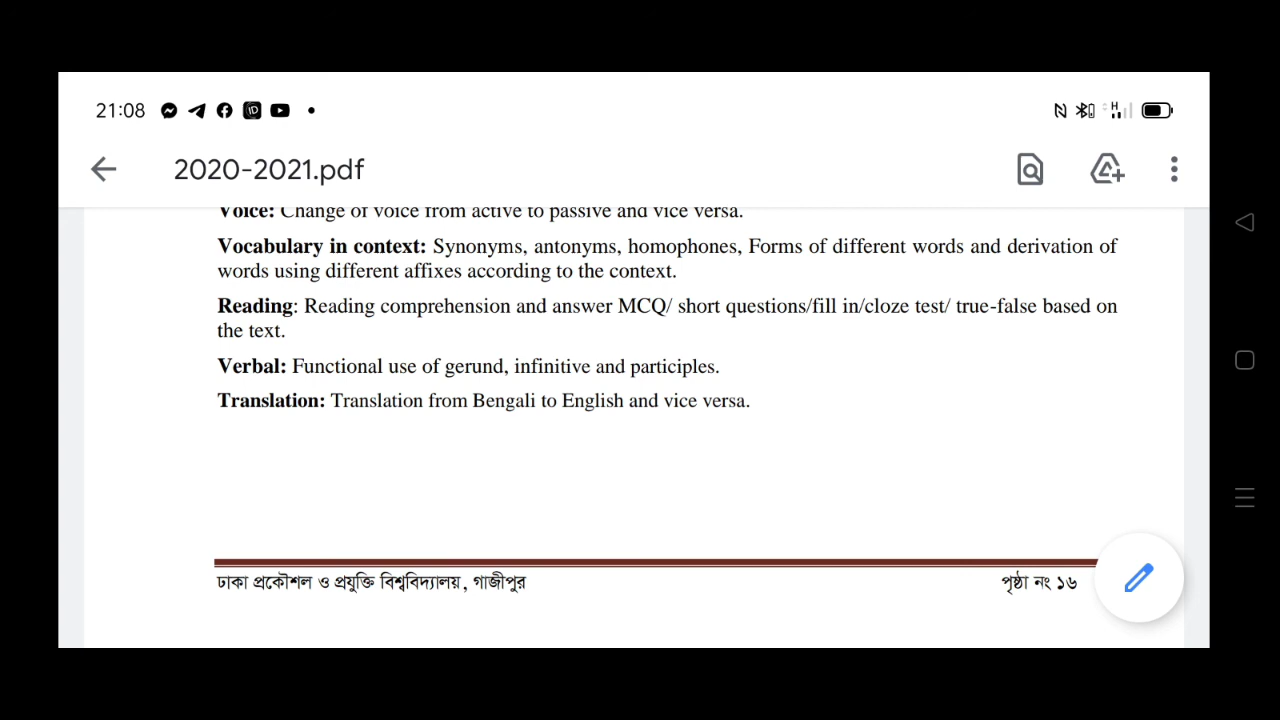 21:08
2020-2021.pdf
Voice: Change of voice from active to passive and vice versa.
Vocabulary in context: Synonyms, antonyms, homophones, Forms of different words and derivation of
words using different affixes according to the context.
Reading: Reading comprehension and answer MCQ/ short questions/fill in/cloze test/ true-false based on
the text.
Verbal: Functional use of gerund, infinitive and participles.
Translation: Translation from Bengali to English and vice versa.
ঢাকা প্রকৌশল ও প্রযুক্তি বিশ্ববিদ্যালয়, গাজীপুর
পৃষ্ঠা নং ১৬